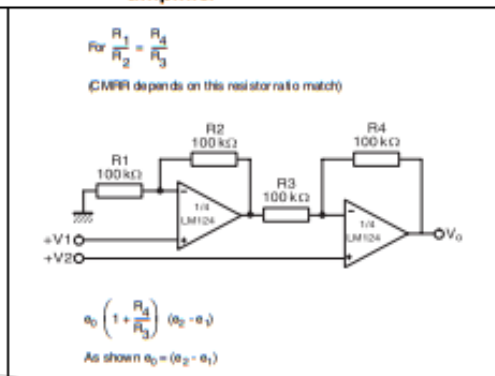 amplifier
For R1/R2 = R4/R3
(CMRR depends on this resistor ratio match)
R2
100 kΩ
R4
100 kΩ
R1
100 kΩ
R3
100 kΩ
1/4
LM124
1/4
LM124
+V1
+V2
Vo
e0 (1 + R4/R3) (e2 - e1)
As shown e0 = (e2 - e1)